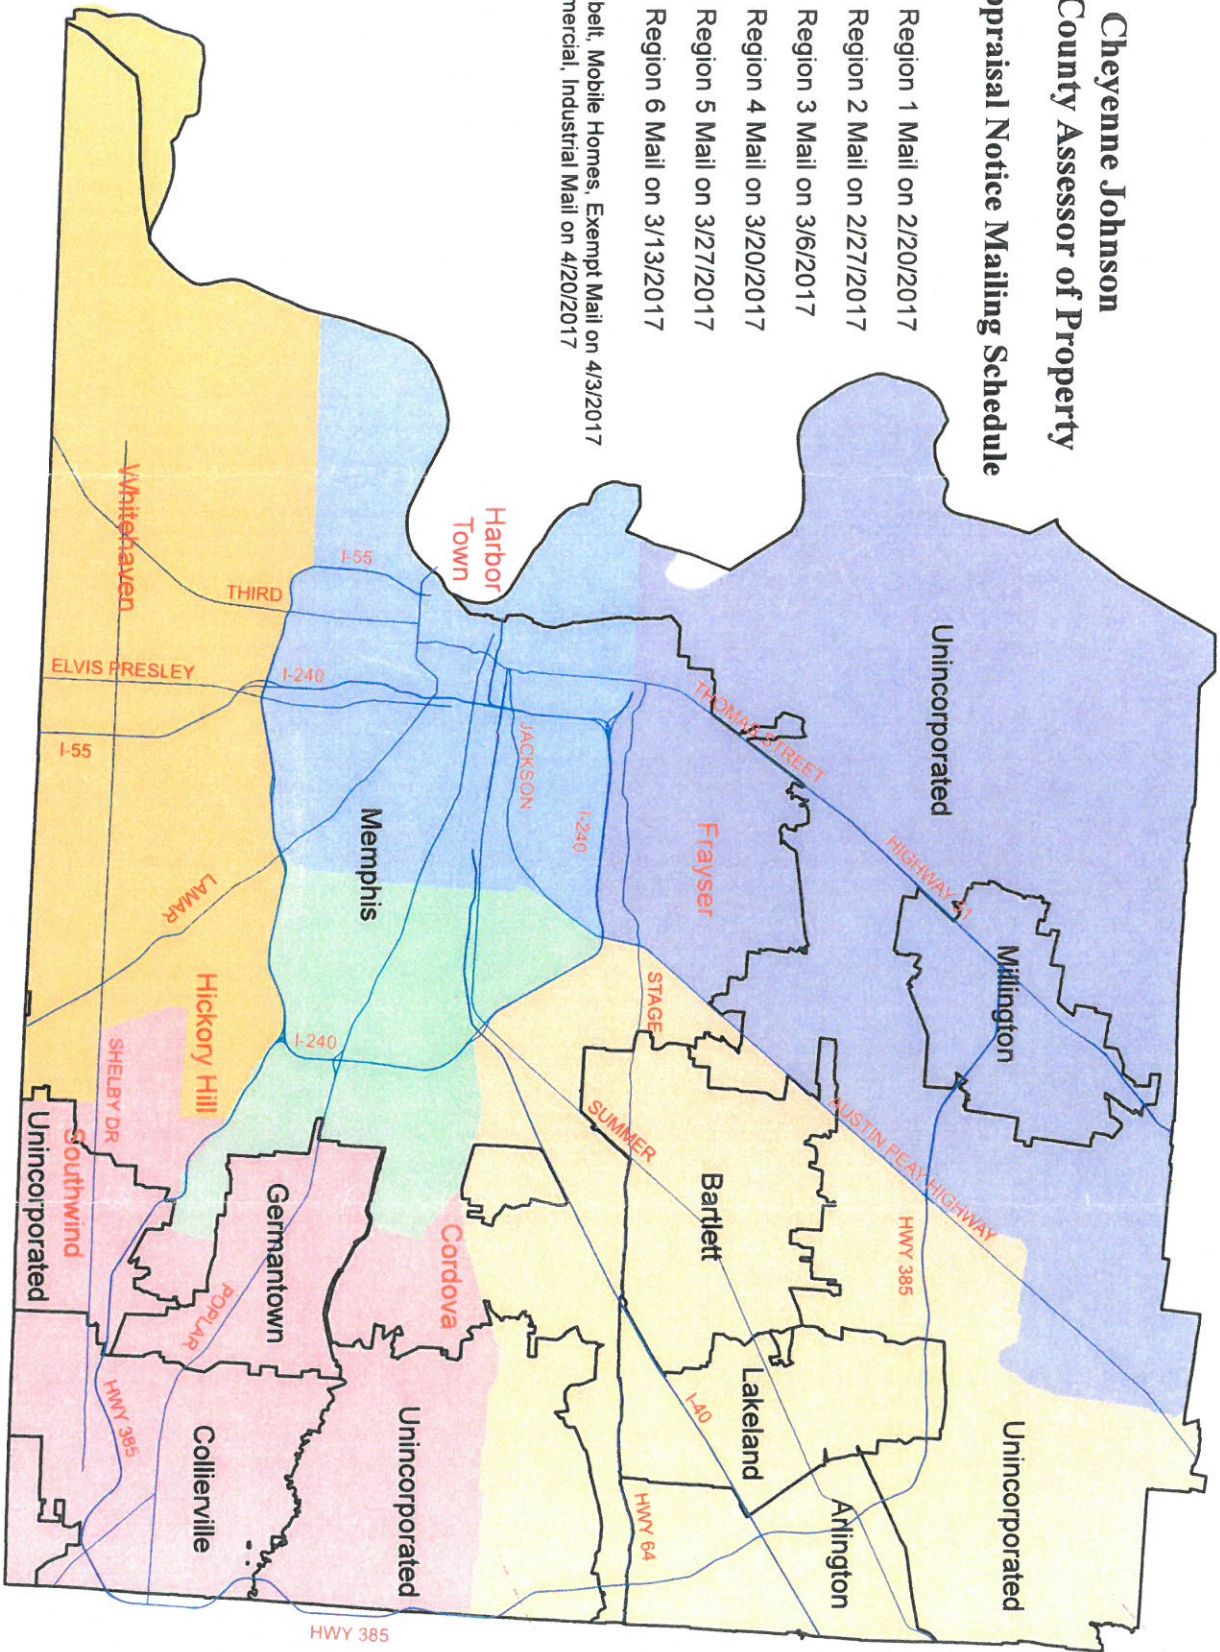 Cheyenne Johnson
County Assessor of Property
ppraisal Notice Mailing Schedule
Region 1 Mail on 2/20/2017
Region 2 Mail on 2/27/2017
Region 3 Mail on 3/6/2017
Region 4 Mail on 3/20/2017
Region 5 Mail on 3/27/2017
Region 6 Mail on 3/13/2017
belt, Mobile Homes, Exempt Mail on 4/3/2017
mercial, Industrial Mail on 4/20/2017
Unincorporated
Millington
HIGHWAY 51
THOMAS STREET
Frayser
AUSTIN PEAY HIGHWAY
HWY 385
Unincorporated
Harbor
Town
JACKSON
I-240
STAGE
SUMMER
Bartlett
Lakeland
Arlington
I-40
HWY 64
I-55
THIRD
I-240
Memphis
I-240
Cordova
Unincorporated
Germantown
POPLAR
Collierville
HWY 385
HWY 385
Whitehaven
ELVIS PRESLEY
I-55
LAMAR
Hickory Hill
SHELBY DR
Southwind
Unincorporated